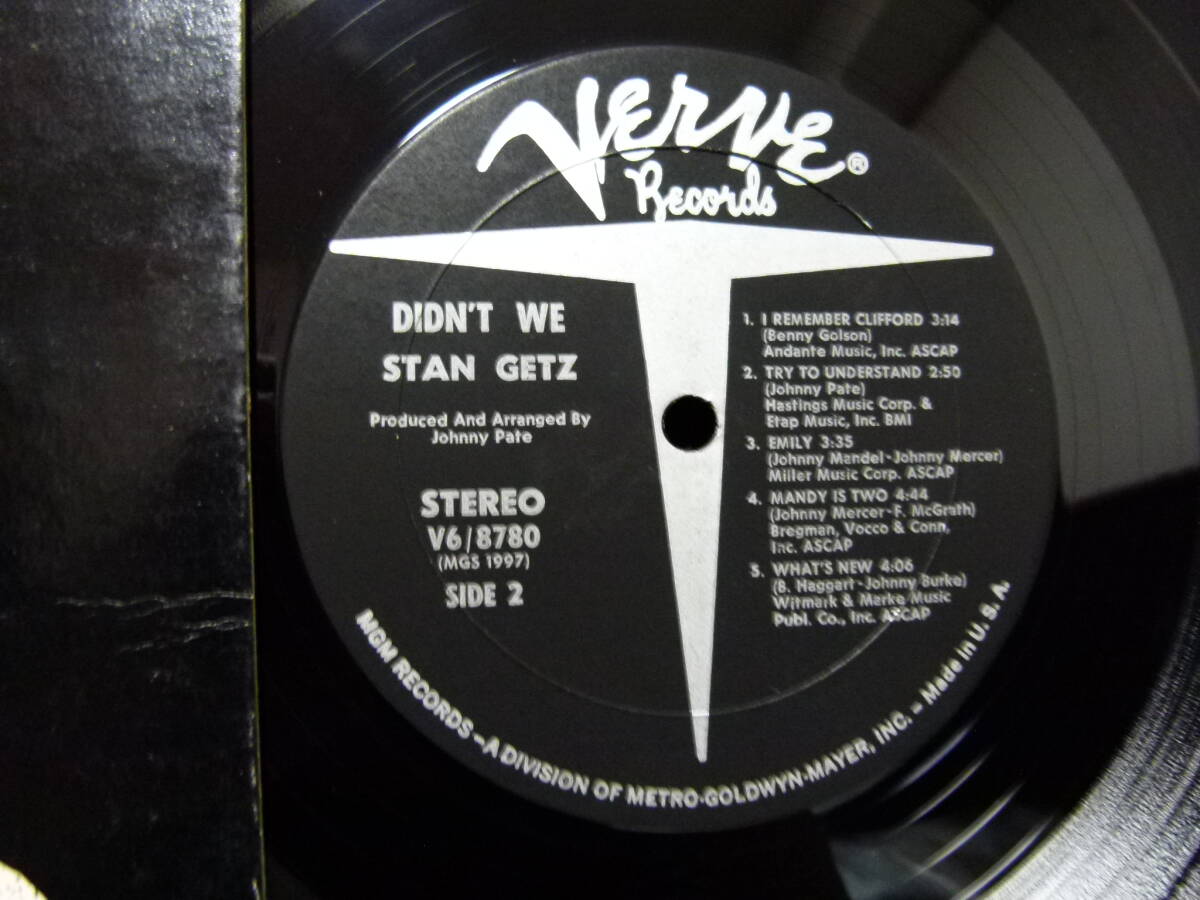 Verve®
Records
DIDN'T WE
STAN GETZ
Produced And Arranged By
Johnny Pate
STEREO
V6/8780
(MGS 1997)
SIDE 2
1. I REMEMBER CLIFFORD 3:14
(Benny Golson)
Andante Music, Inc. ASCAP
2. TRY TO UNDERSTAND 2:50
(Johnny Pate)
Hastings Music Corp. &
Etap Music, Inc. BMI
3. EMILY 3:35
(Johnny Mandel-Johnny Mercer)
Miller Music Corp. ASCAP
4. MANDY IS TWO 4:44
(Johnny Mercer-F. McGrath)
Bregman, Vocco & Conn,
Inc. ASCAP
5. WHAT'S NEW 4:06
(B. Haggart-Johnny Burke)
Witmark & Marke Music
Publ. Co., Inc. ASCAP
MGM RECORDS – A DIVISION OF METRO-GOLDWYN-MAYER, INC. – Made in U. S. A.